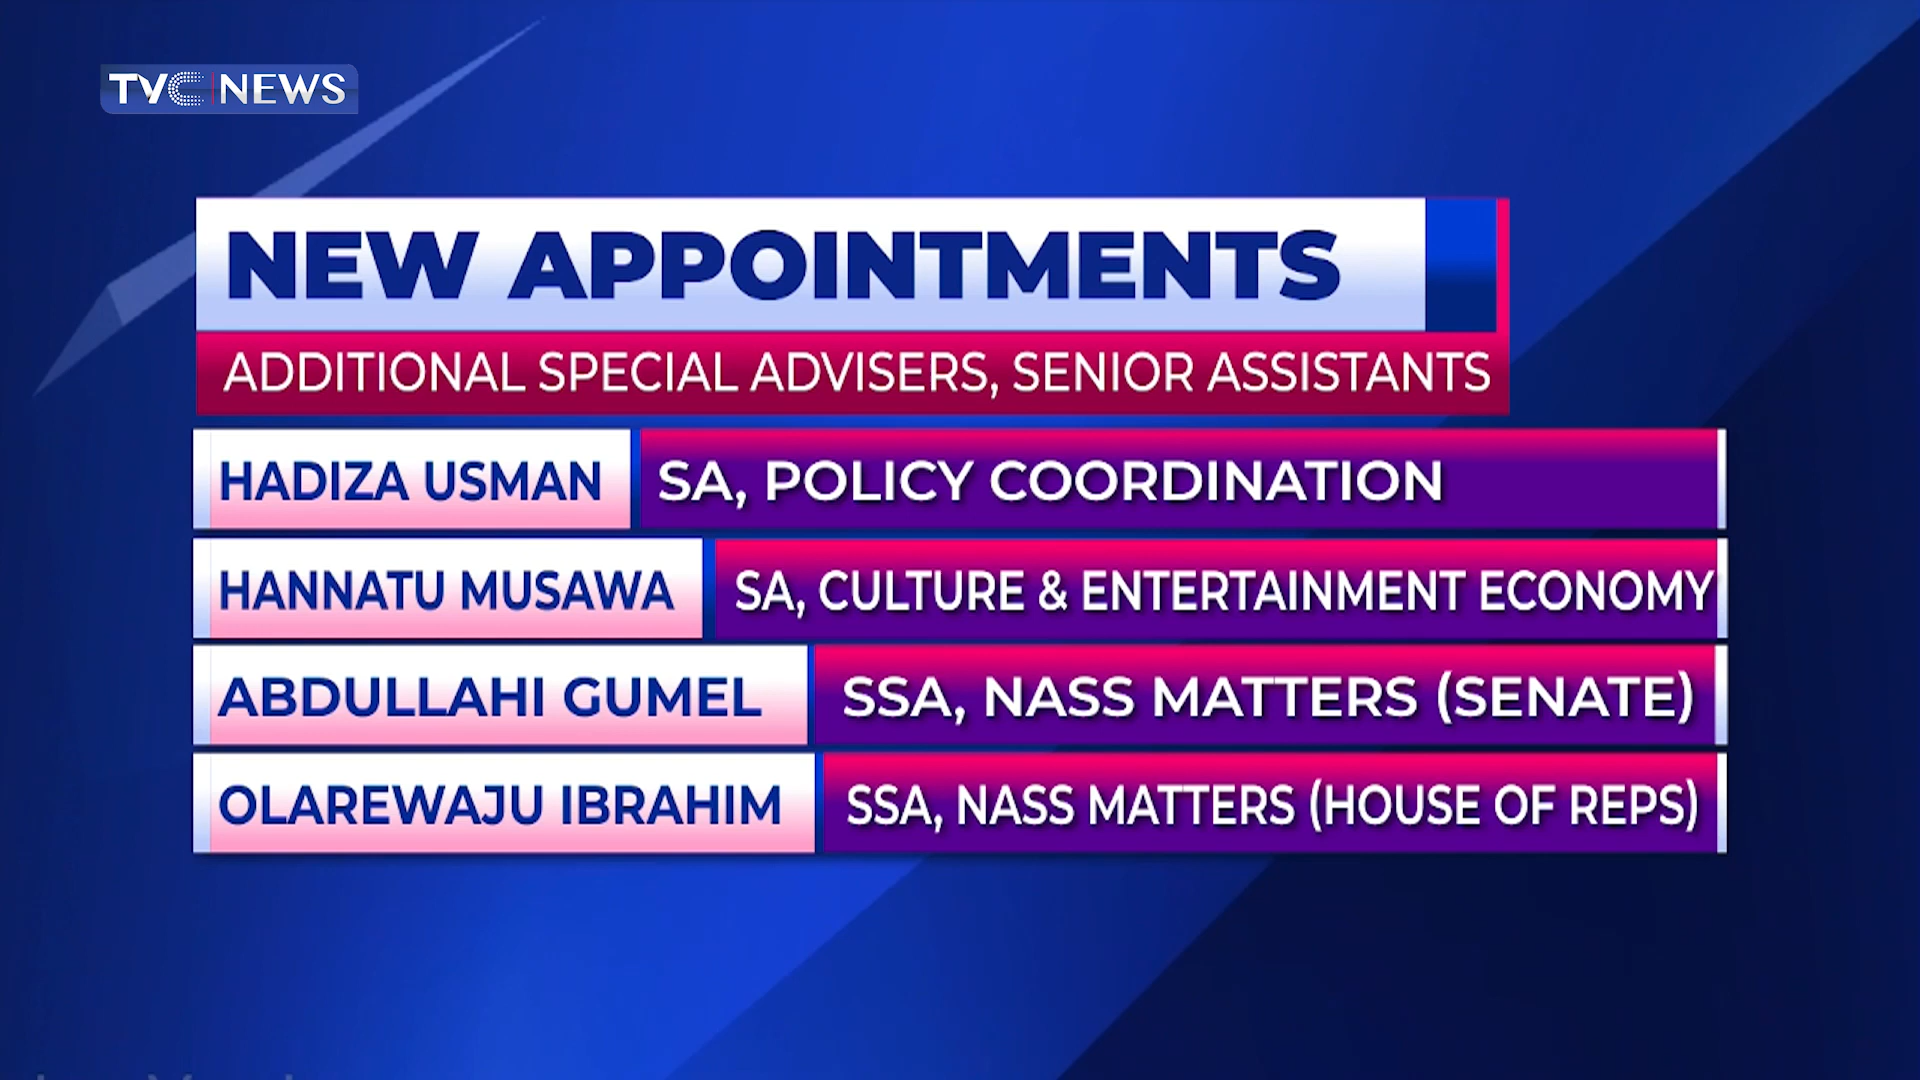 TVC NEWS
NEW APPOINTMENTS
ADDITIONAL SPECIAL ADVISERS, SENIOR ASSISTANTS
HADIZA USMAN SA, POLICY COORDINATION
HANNATU MUSAWA SA, CULTURE & ENTERTAINMENT ECONOMY
ABDULLAHI GUMEL SSA, NASS MATTERS (SENATE)
OLAREWAJU IBRAHIM SSA, NASS MATTERS (HOUSE OF REPS)